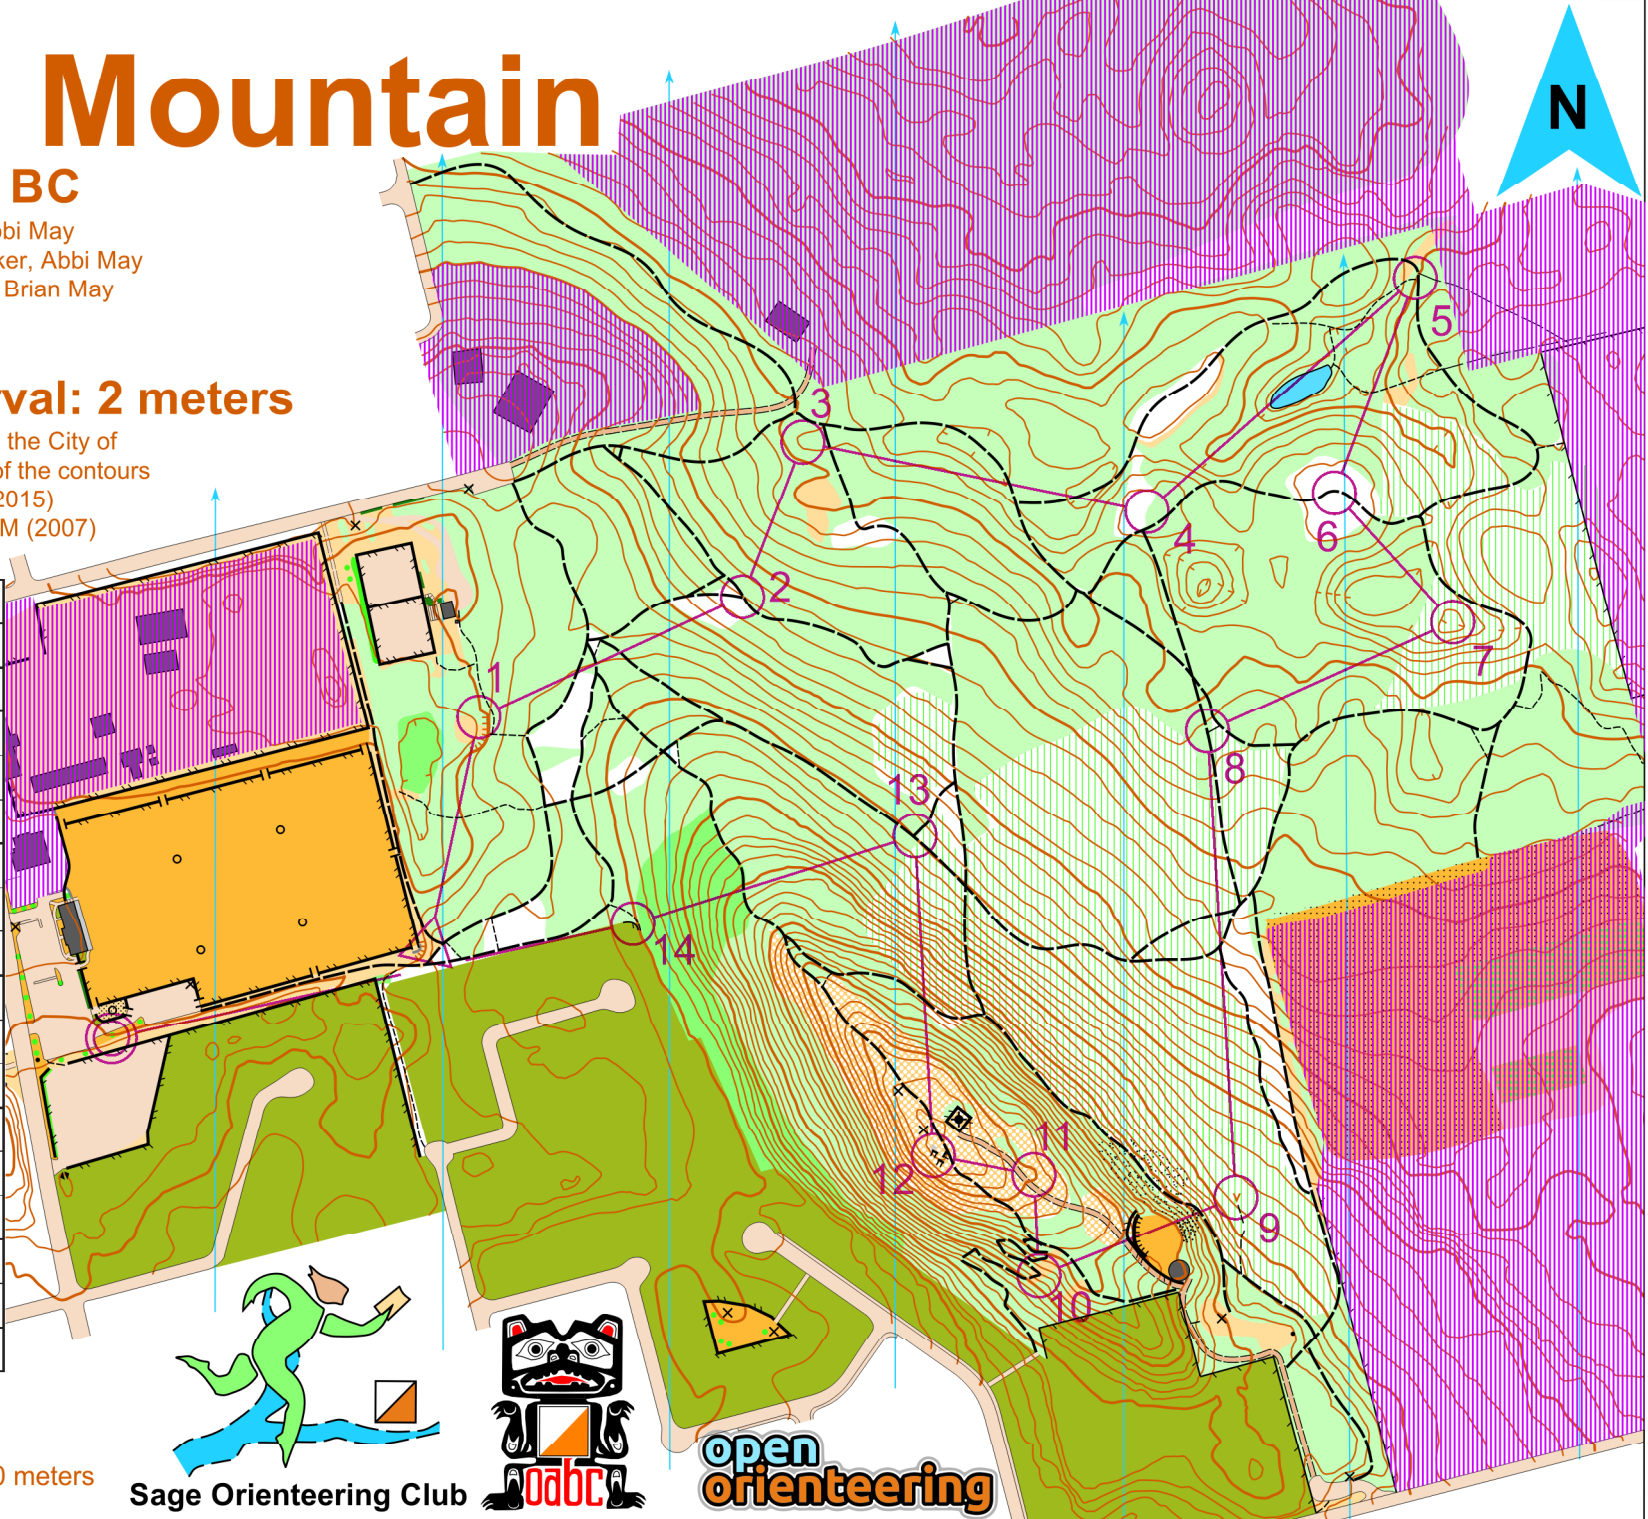 Mountain
BC
bi May
ker, Abbi May
Brian May
rval: 2 meters
the City of
of the contours
2015)
M (2007)
N
1
2
3
4
5
6
7
8
9
10
11
12
13
14
0 meters
Sage Orienteering Club
oabc
open
orienteering